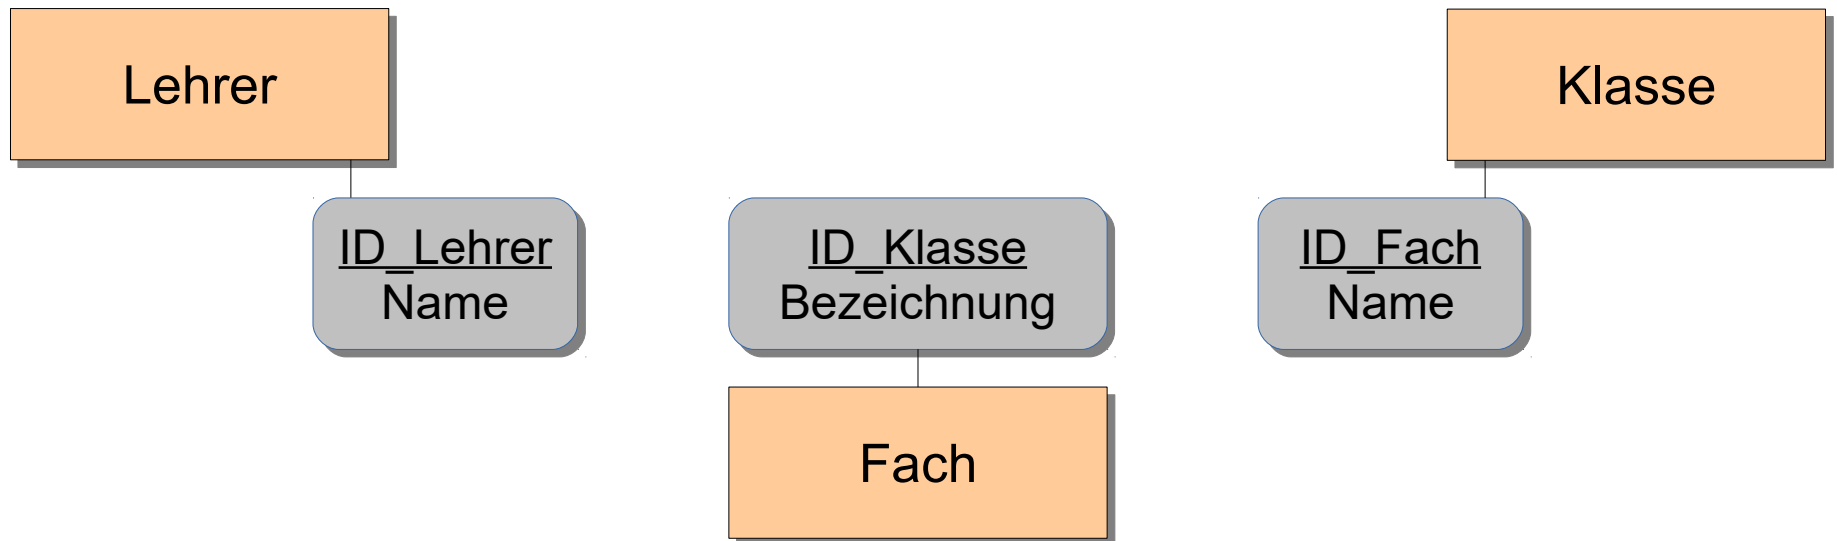 Lehrer
Klasse
ID_Lehrer
Name
ID_Klasse
Bezeichnung
ID_Fach
Name
Fach